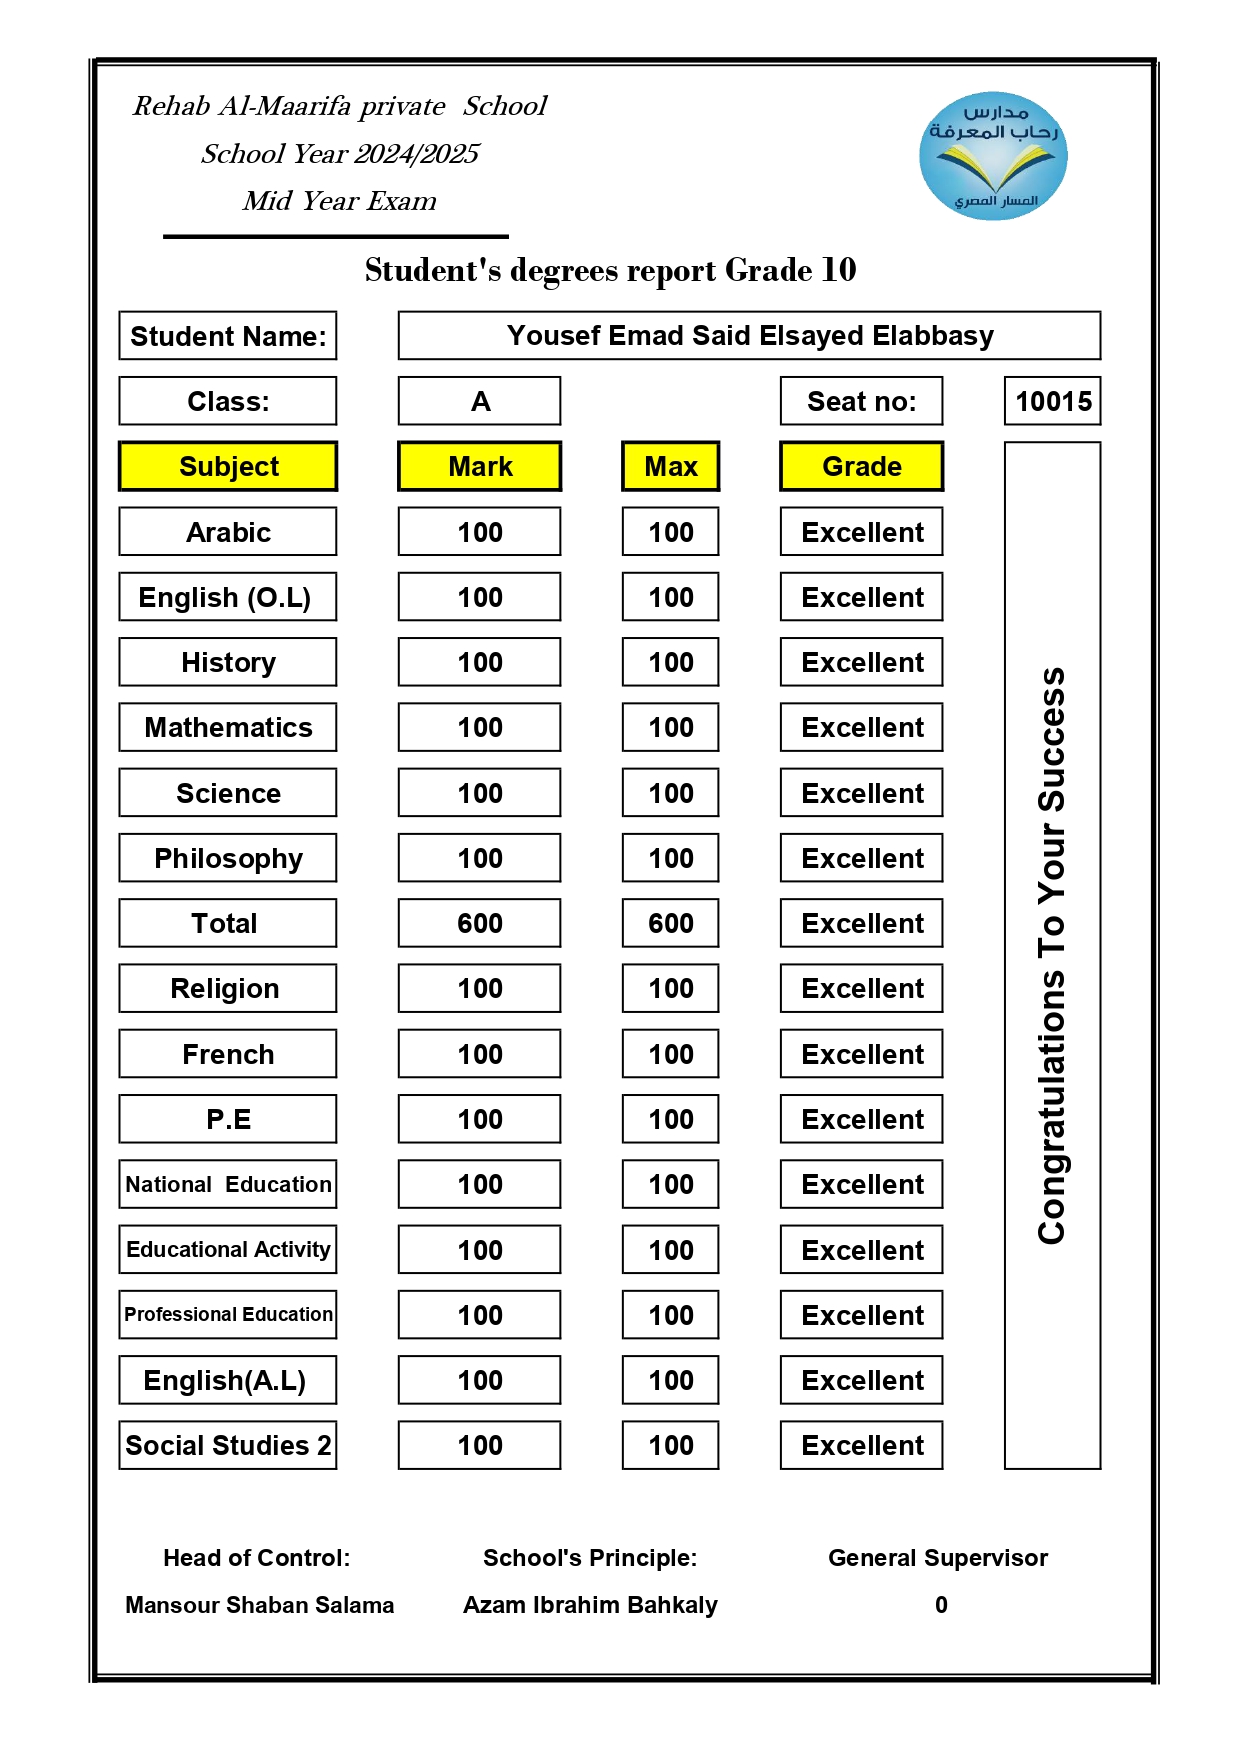 Rehab Al-Maarifa private School
School Year 2024/2025
Mid Year Exam
مدارس
رحاب المعرفة
المسار المصري
Student's degrees report Grade 10
Student Name: Yousef Emad Said Elsayed Elabbasy
Class: A Seat no: 10015
Subject Mark Max Grade
Arabic 100 100 Excellent
English (O.L) 100 100 Excellent
History 100 100 Excellent
Mathematics 100 100 Excellent
Science 100 100 Excellent
Philosophy 100 100 Excellent
Total 600 600 Excellent
Religion 100 100 Excellent
French 100 100 Excellent
P.E 100 100 Excellent
National Education 100 100 Excellent
Educational Activity 100 100 Excellent
Professional Education 100 100 Excellent
English(A.L) 100 100 Excellent
Social Studies 2 100 100 Excellent
Congratulations To Your Success
Head of Control: School's Principle: General Supervisor
Mansour Shaban Salama Azam Ibrahim Bahkaly 0